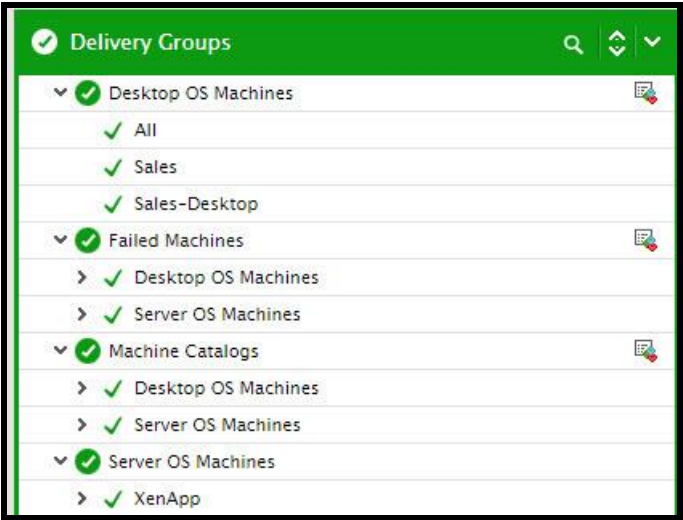 Delivery Groups
Desktop OS Machines
All
Sales
Sales-Desktop
Failed Machines
Desktop OS Machines
Server OS Machines
Machine Catalogs
Desktop OS Machines
Server OS Machines
Server OS Machines
XenApp